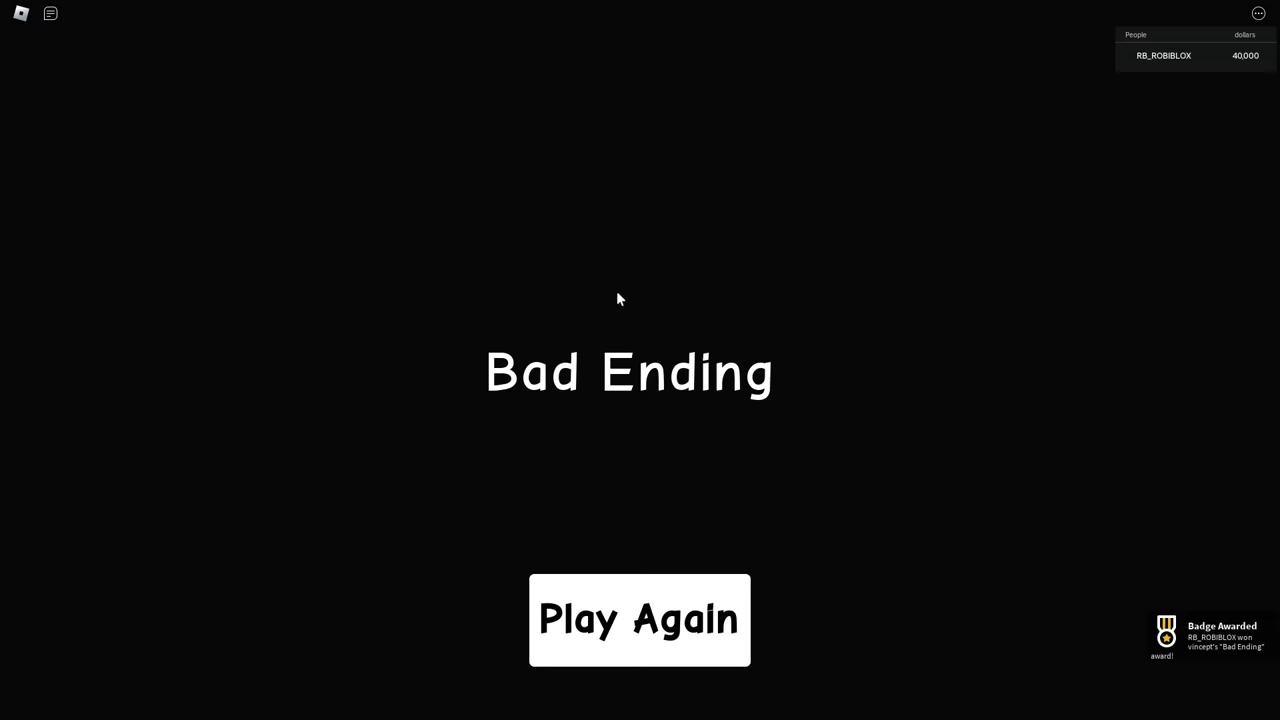 People dollars
RB_ROBIBLOX 40,000
Bad Ending
Play Again
Badge Awarded
RB_ROBIBLOX won
vincept's "Bad Ending"
award!